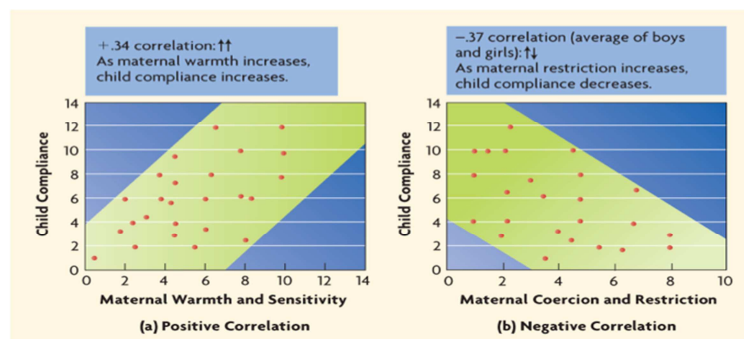 +.34 correlation:↑↑
As maternal warmth increases,
child compliance increases.
14
12
10
8
6
4
2
0
Child Compliance
0 2 4 6 8 10 12 14
Maternal Warmth and Sensitivity
(a) Positive Correlation
−.37 correlation (average of boys
and girls):↑↓
As maternal restriction increases,
child compliance decreases.
14
12
10
8
6
4
2
0
Child Compliance
0 2 4 6 8 10
Maternal Coercion and Restriction
(b) Negative Correlation